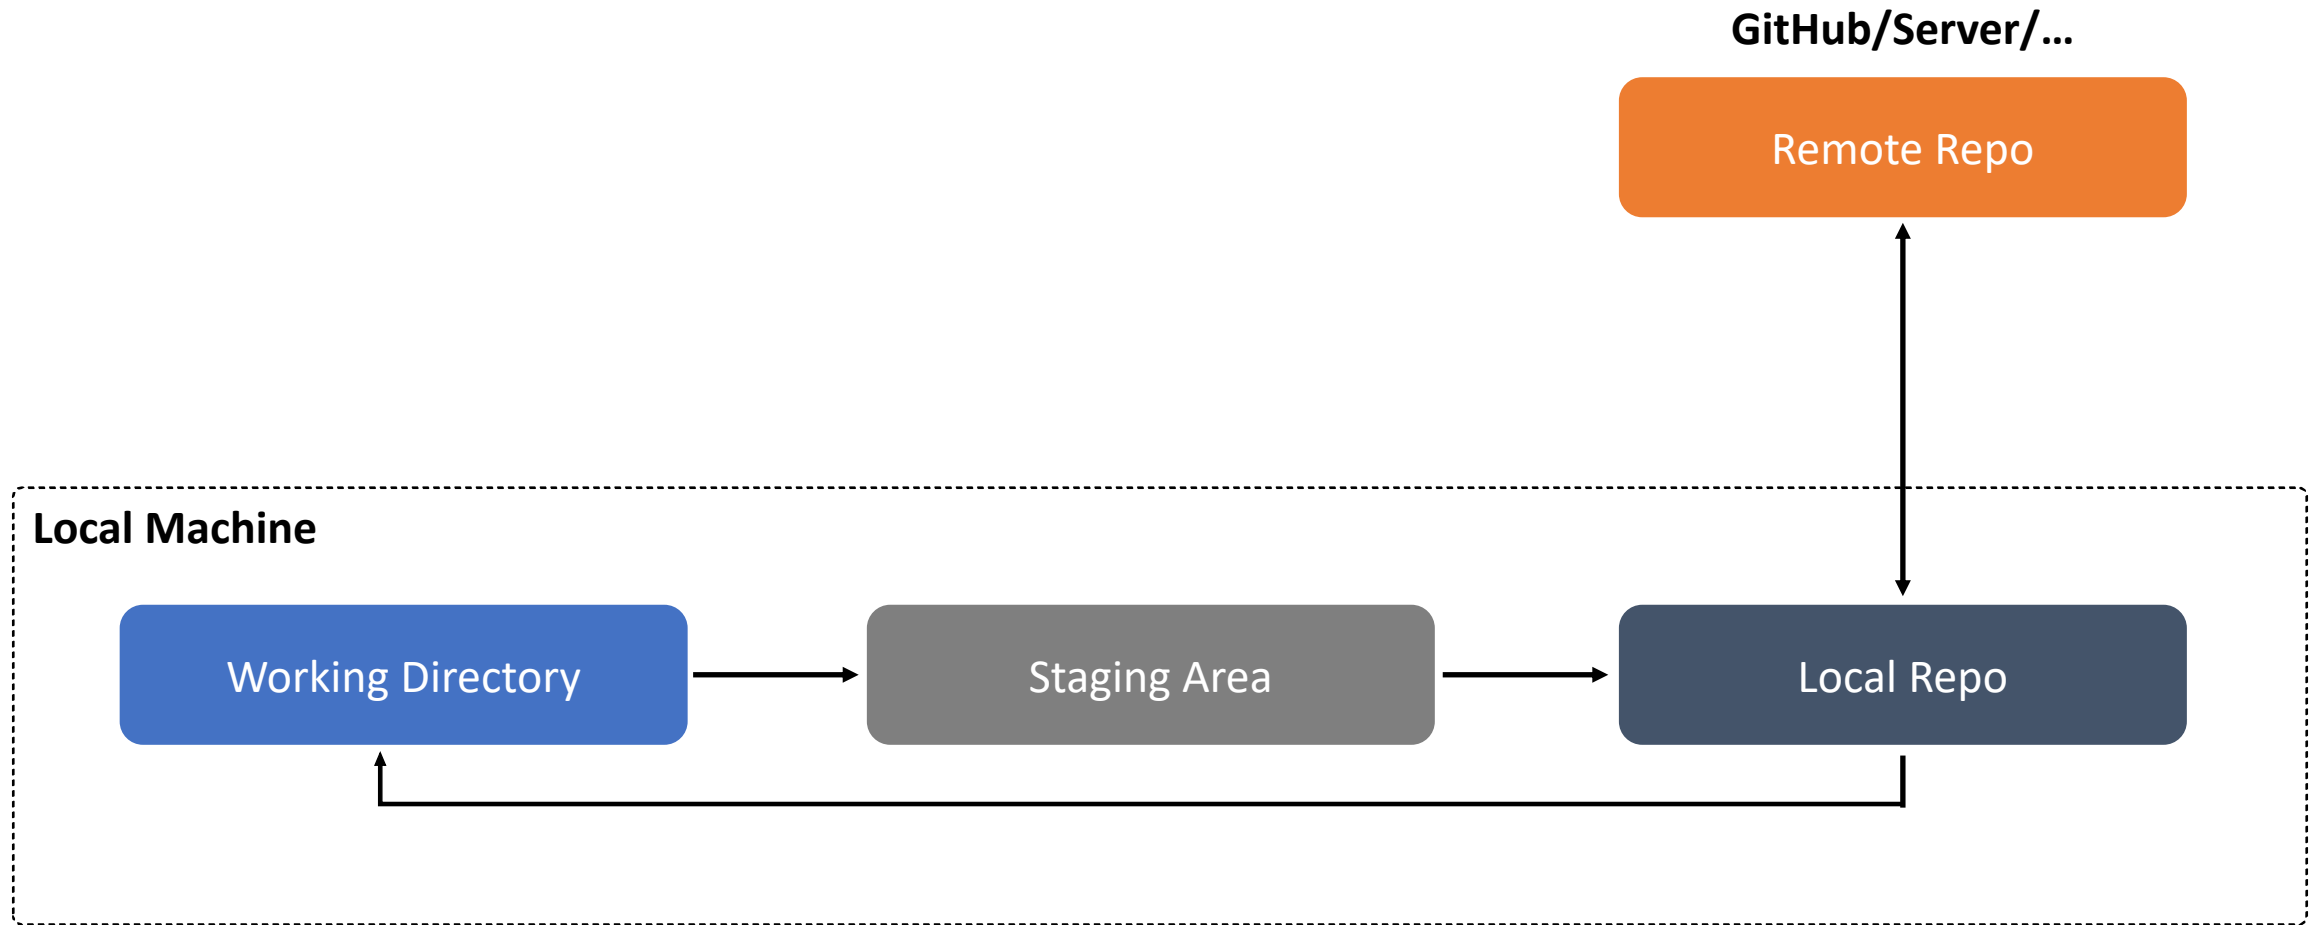 GitHub/Server/…
Remote Repo
Local Machine
Working Directory
Staging Area
Local Repo